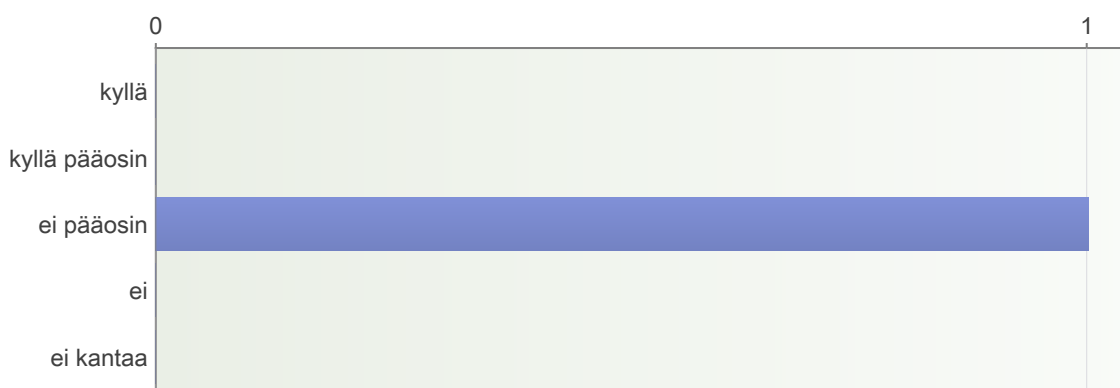 0 1
kyllä
kyllä pääosin
ei pääosin
ei
ei kantaa